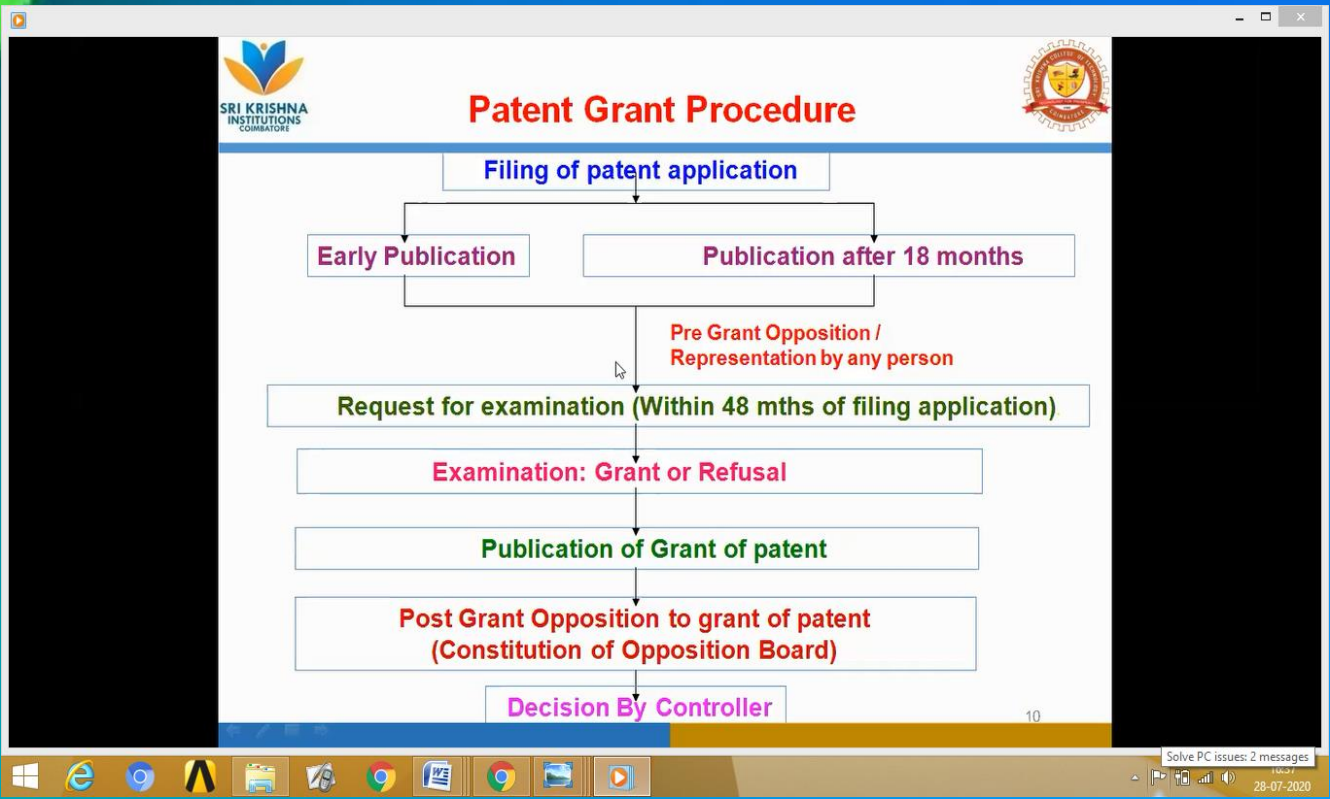 SRI KRISHNA
INSTITUTIONS
COIMBATORE
Patent Grant Procedure
Filing of patent application
Early Publication
Publication after 18 months
Pre Grant Opposition /
Representation by any person
Request for examination (Within 48 mths of filing application)
Examination: Grant or Refusal
Publication of Grant of patent
Post Grant Opposition to grant of patent
(Constitution of Opposition Board)
Decision By Controller
10
Solve PC issues: 2 messages
28-07-2020